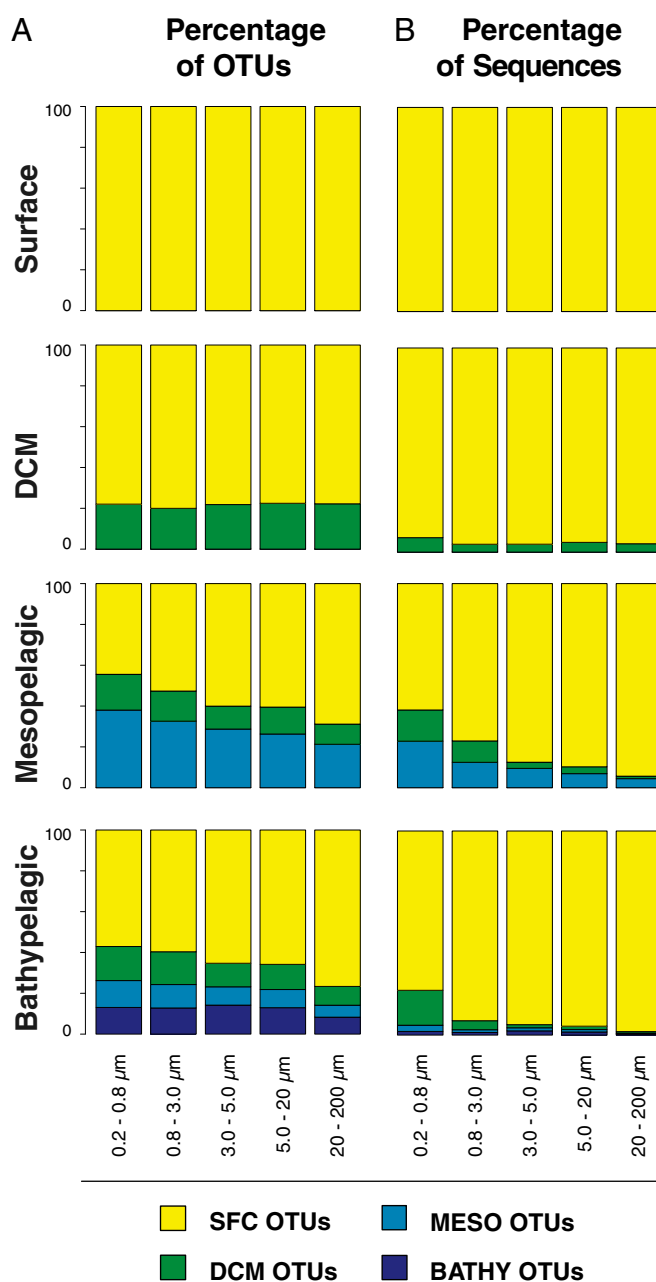 A
Percentage
of OTUs
B
Percentage
of Sequences
Surface
100
0
DCM
100
0
Mesopelagic
100
0
Bathypelagic
100
0
0.2 - 0.8 µm
0.8 - 3.0 µm
3.0 - 5.0 µm
5.0 - 20 µm
20 - 200 µm
0.2 - 0.8 µm
0.8 - 3.0 µm
3.0 - 5.0 µm
5.0 - 20 µm
20 - 200 µm
SFC OTUs
MESO OTUs
DCM OTUs
BATHY OTUs